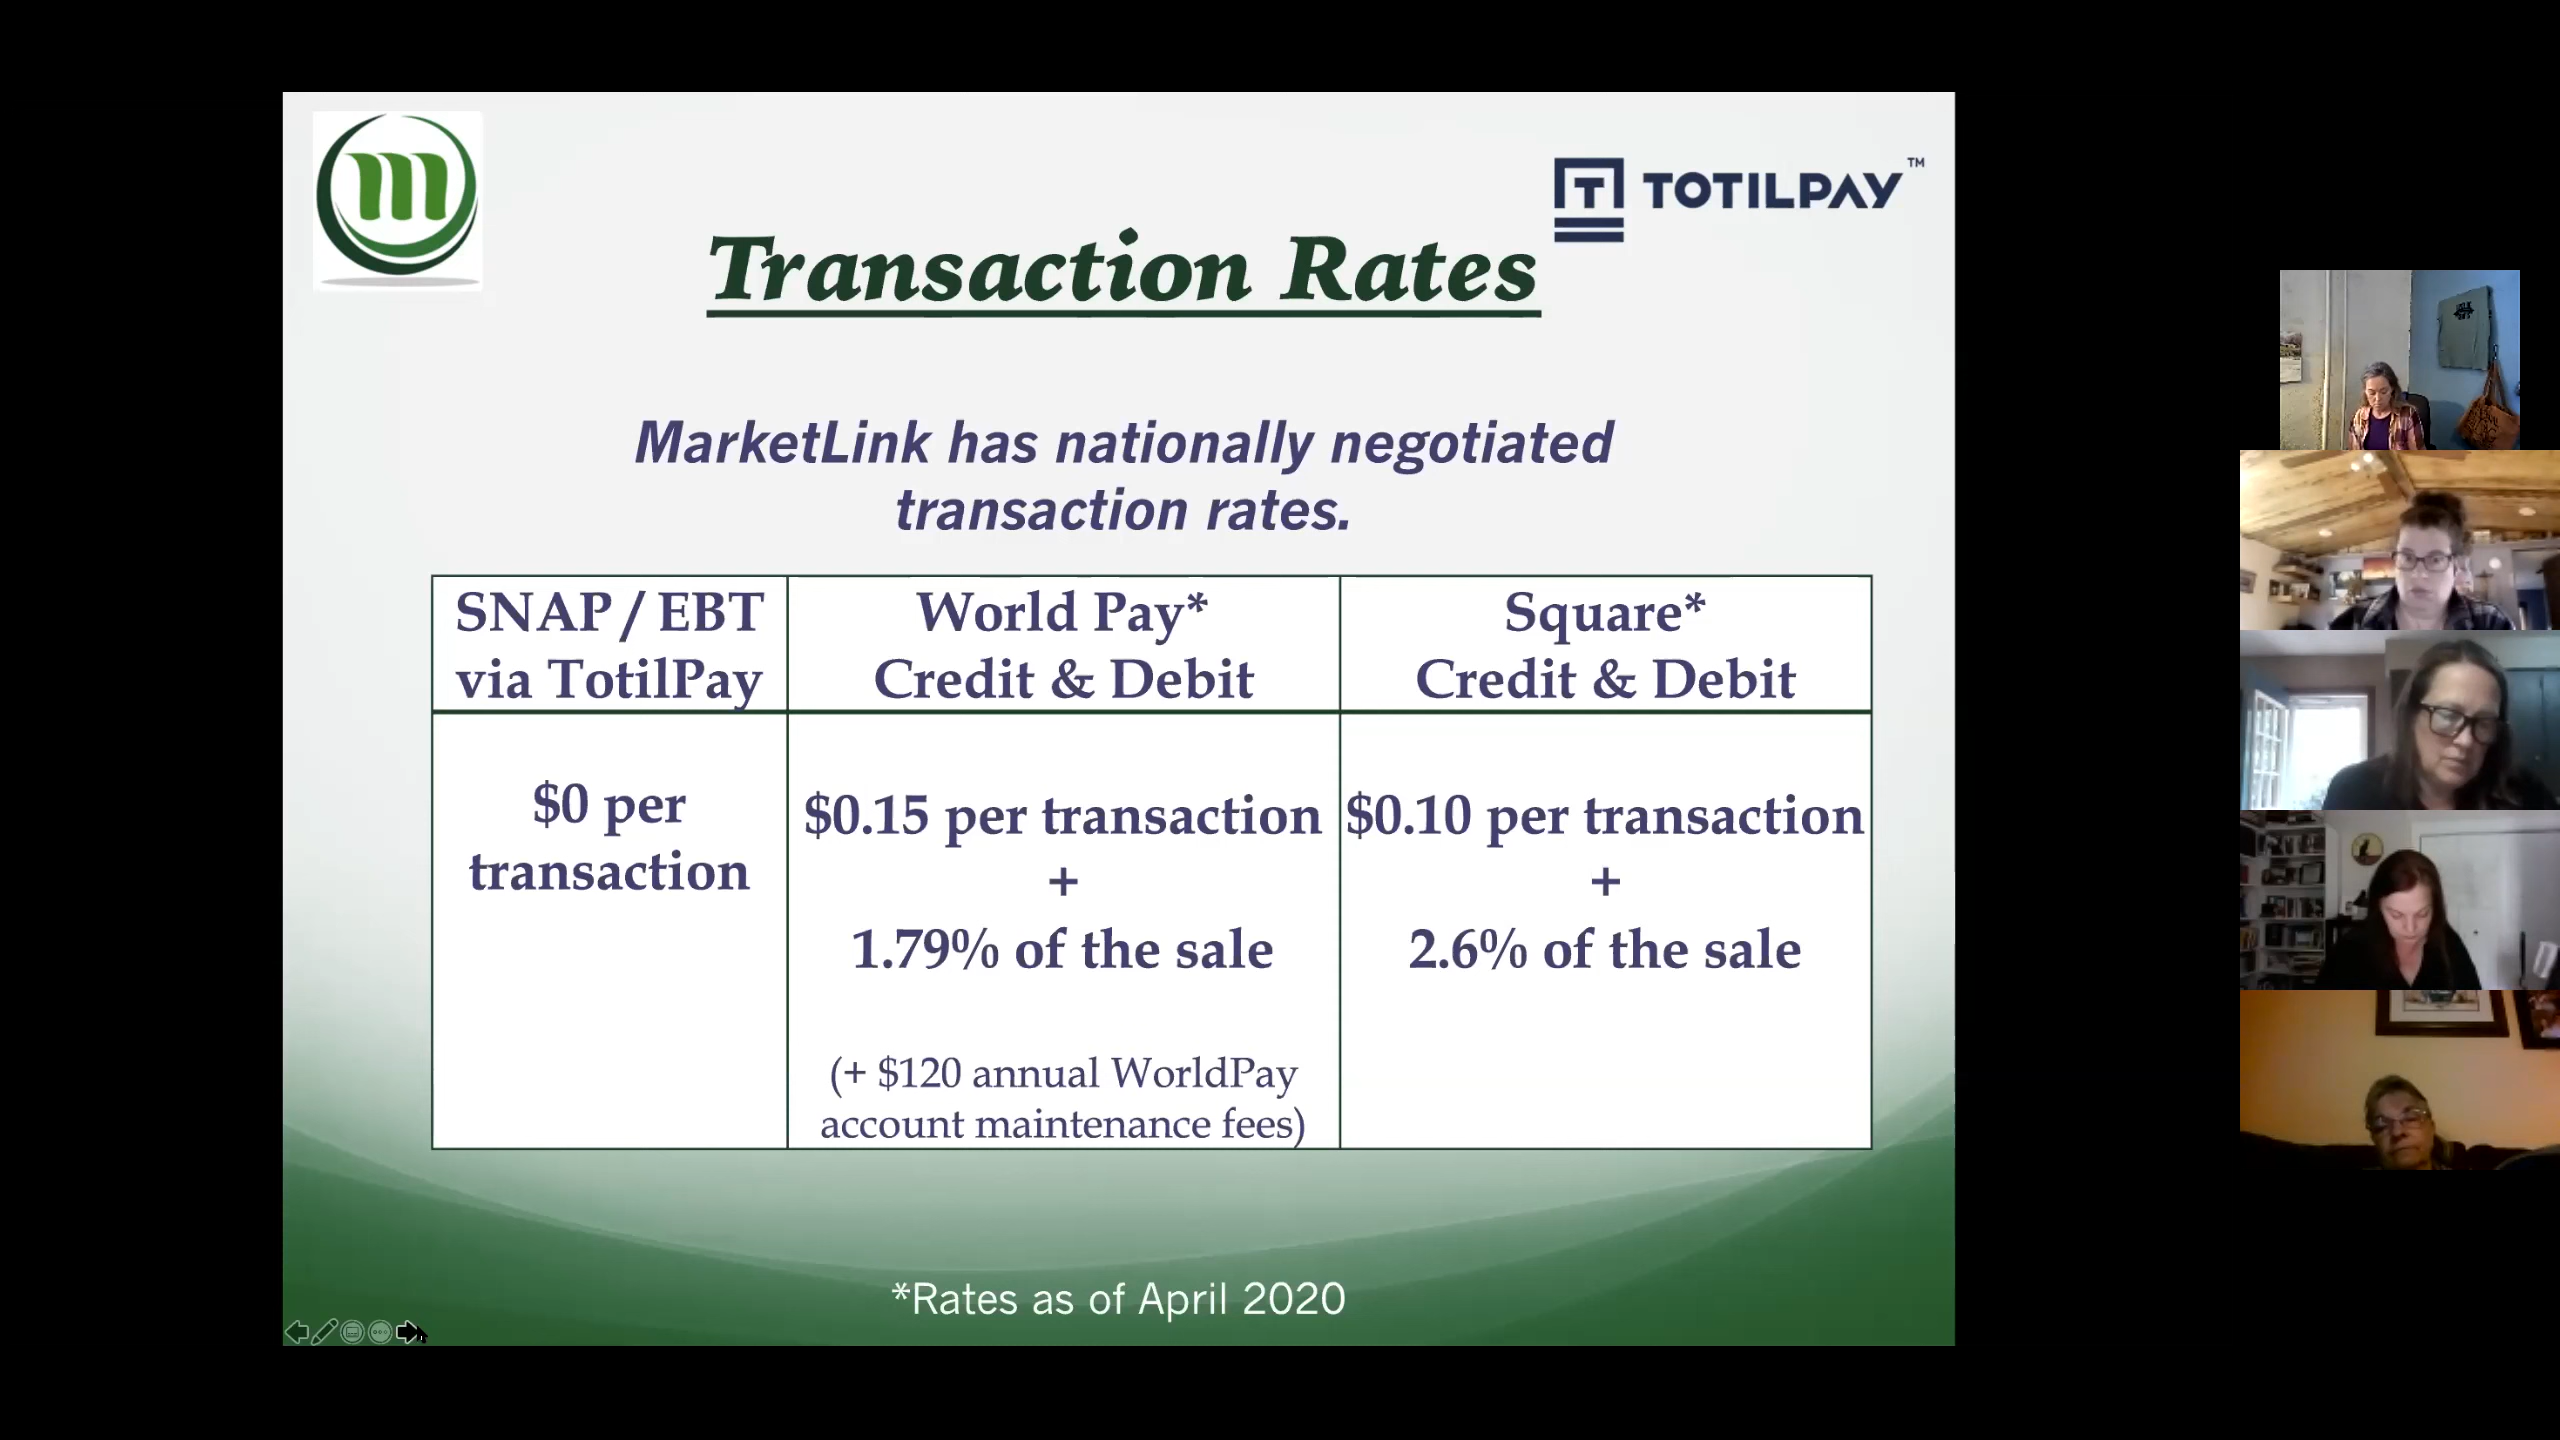 m
TOTILPAY™
Transaction Rates
MarketLink has nationally negotiated
transaction rates.
SNAP / EBT
via TotilPay
World Pay*
Credit & Debit
Square*
Credit & Debit
$0 per
transaction
$0.15 per transaction
+
1.79% of the sale
(+ $120 annual WorldPay
account maintenance fees)
$0.10 per transaction
+
2.6% of the sale
*Rates as of April 2020